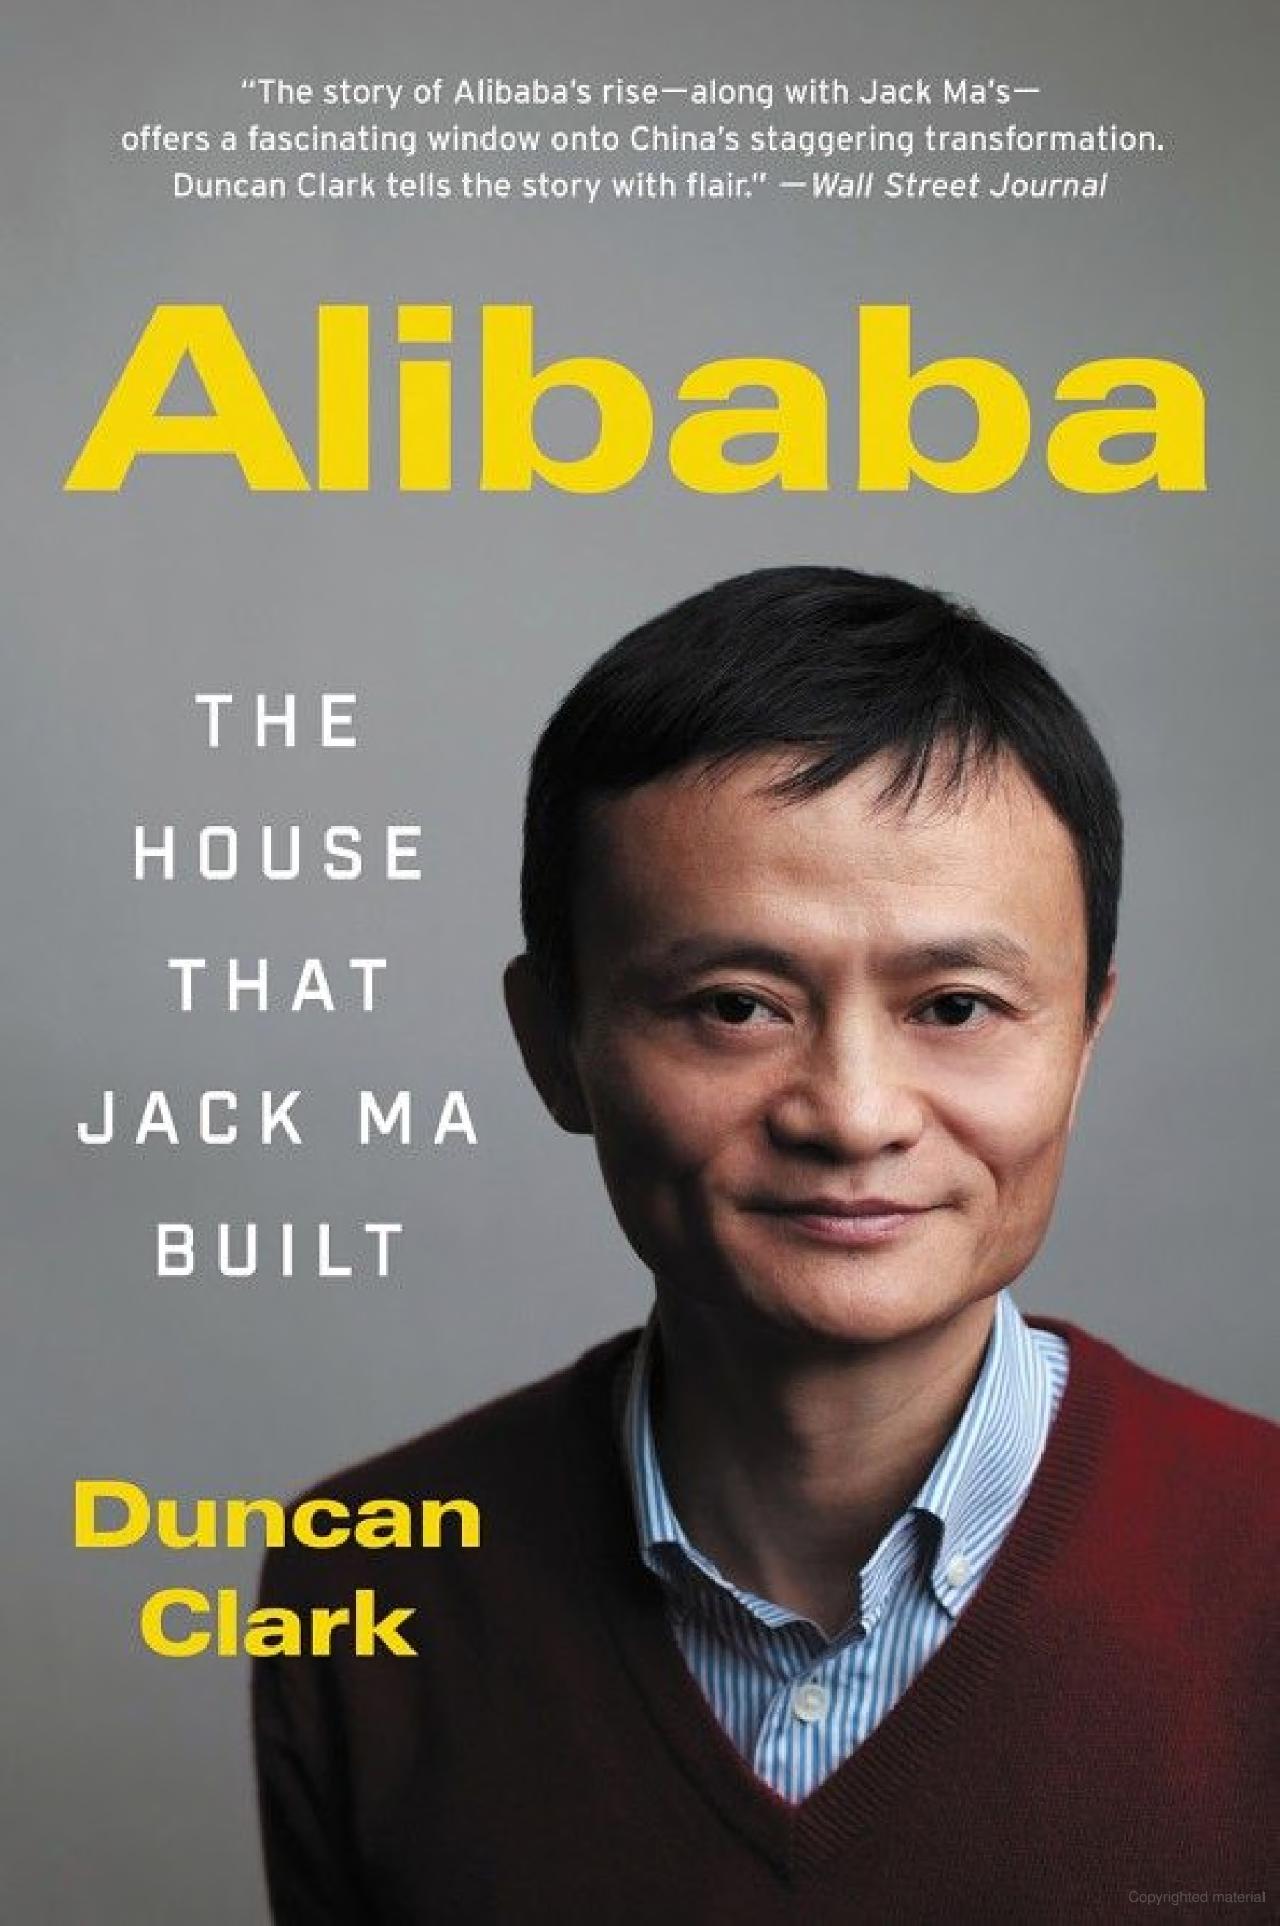 “The story of Alibaba’s rise—along with Jack Ma’s—
offers a fascinating window onto China’s staggering transformation.
Duncan Clark tells the story with flair.” —Wall Street Journal
Alibaba
THE
HOUSE
THAT
JACK MA
BUILT
Duncan
Clark
Copyrighted material